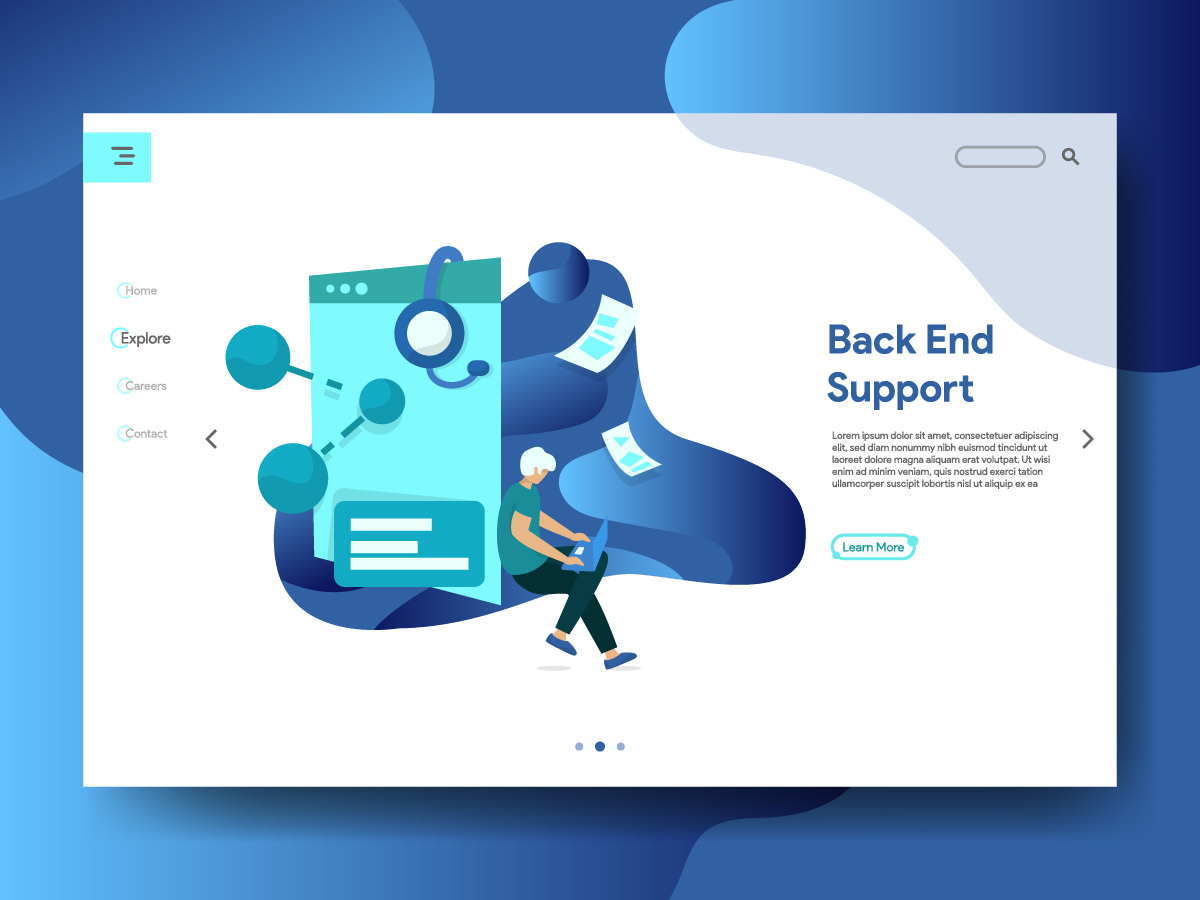 Home
Explore
Careers
Contact
Back End
Support
Lorem ipsum dolor sit amet, consectetuer adipiscing
elit, sed diam nonummy nibh euismod tincidunt ut
laoreet dolore magna aliquam erat volutpat. Ut wisi
enim ad minim veniam, quis nostrud exerci tation
ullamcorper suscipit lobortis nisl ut aliquip ex ea
Learn More